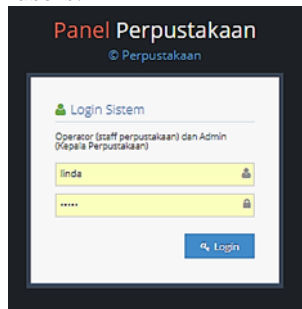 Panel Perpustakaan
© Perpustakaan
Login Sistem
Operator (staff perpustakaan) dan Admin
(Kepala Perpustakaan)
linda
•••••
Login